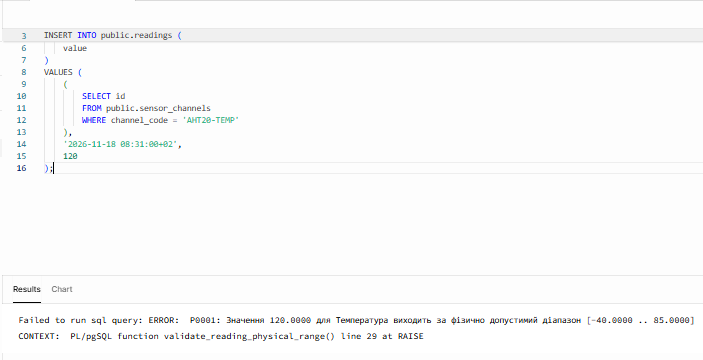 3 INSERT INTO public.readings (
6 value
7 )
8 VALUES (
9 (
10 SELECT id
11 FROM public.sensor_channels
12 WHERE channel_code = 'AHT20-TEMP'
13 ),
14 '2026-11-18 08:31:00+02',
15 120
16 );
Results Chart
Failed to run sql query: ERROR: P0001: Значення 120.0000 для Температура виходить за фізично допустимий діапазон [-40.0000 .. 85.0000]
CONTEXT: PL/pgSQL function validate_reading_physical_range() line 29 at RAISE